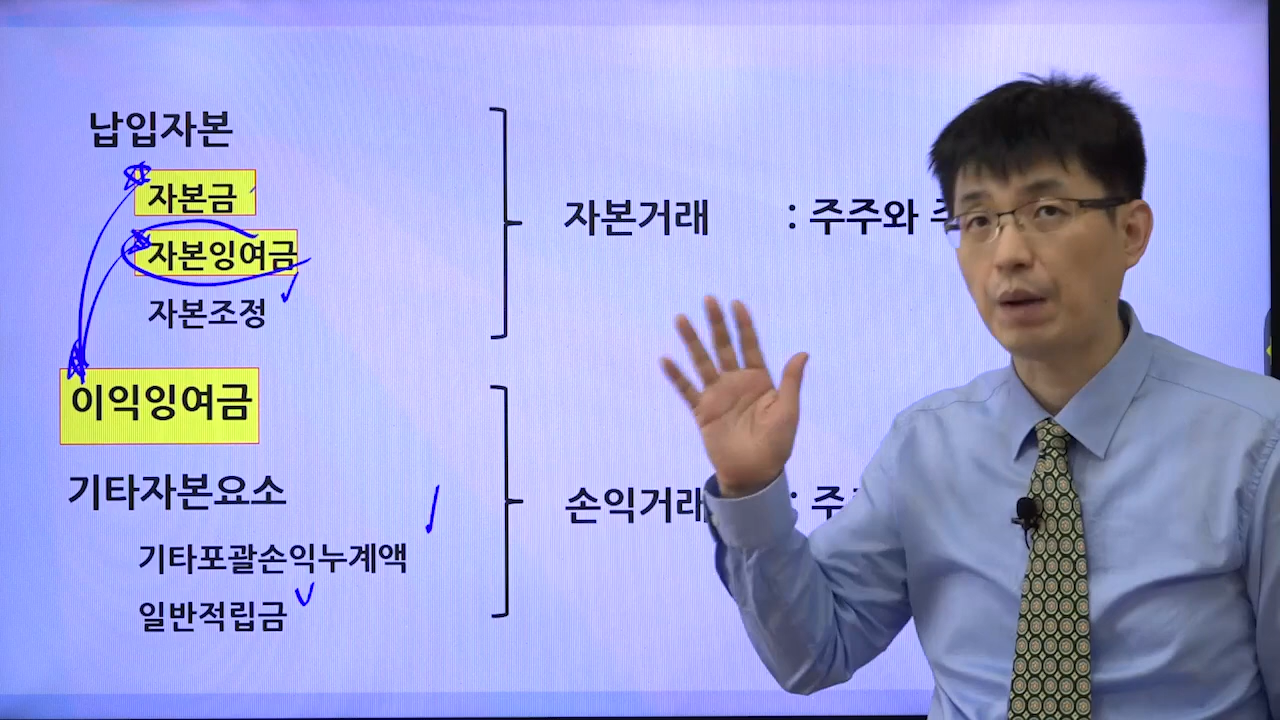 납입자본
자본금
자본잉여금
자본조정
자본거래 : 주주와
이익잉여금
기타자본요소
기타포괄손익누계액
일반적립금
손익거래 :